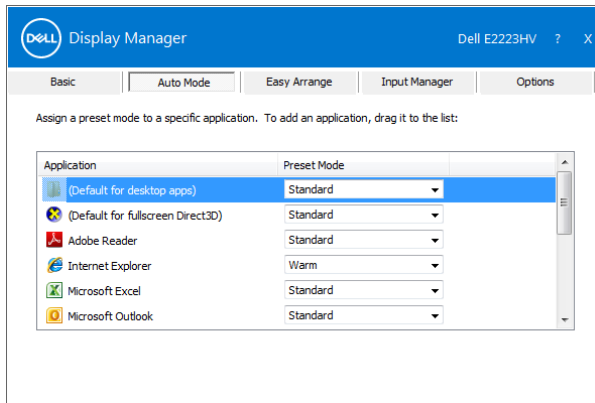 DELL Display Manager Dell E2223HV ? X
Basic Auto Mode Easy Arrange Input Manager Options
Assign a preset mode to a specific application. To add an application, drag it to the list:
Application Preset Mode
(Default for desktop apps) Standard
(Default for fullscreen Direct3D) Standard
Adobe Reader Standard
Internet Explorer Warm
Microsoft Excel Standard
Microsoft Outlook Standard